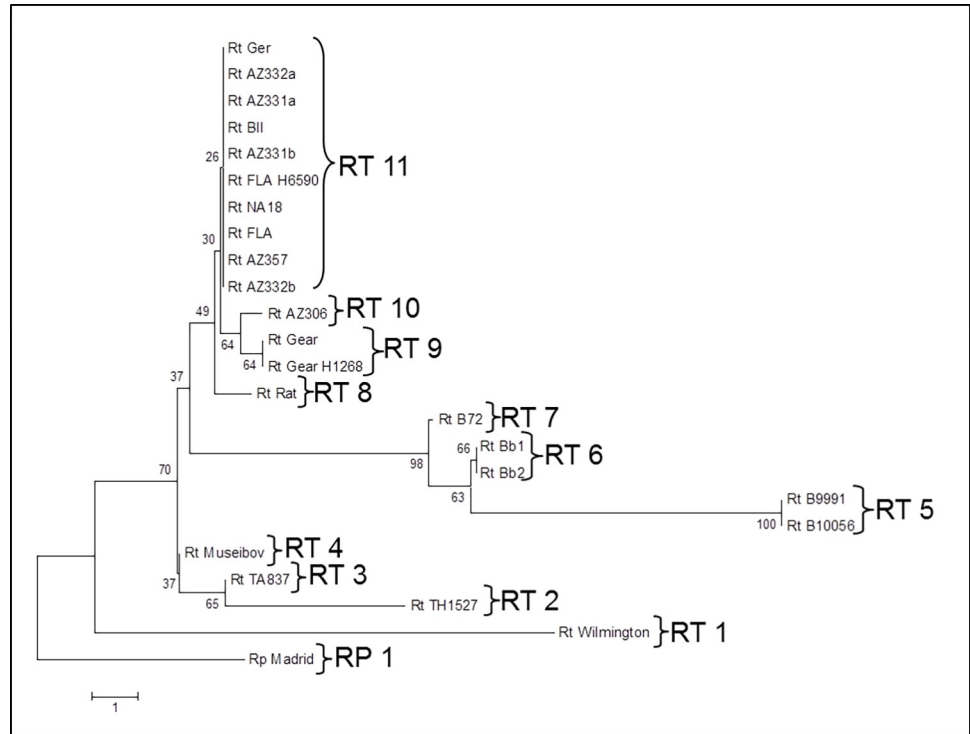 Rt Ger
Rt AZ332a
Rt AZ331a
Rt BII
26 Rt AZ331b
RT 11
Rt FLA H6590
Rt NA18
30 Rt FLA
Rt AZ357
Rt AZ332b
49 Rt AZ306 RT 10
64 Rt Gear
RT 9
64 Rt Gear H1268
37 Rt Rat RT 8
Rt B72 RT 7
66 Rt Bb1
RT 6
98
70 Rt Bb2
63 Rt B9991
RT 5
100 Rt B10056
Rt Museibov RT 4
37 Rt TA837 RT 3
65 Rt TH1527 RT 2
Rt Wilmington RT 1
Rp Madrid RP 1
1